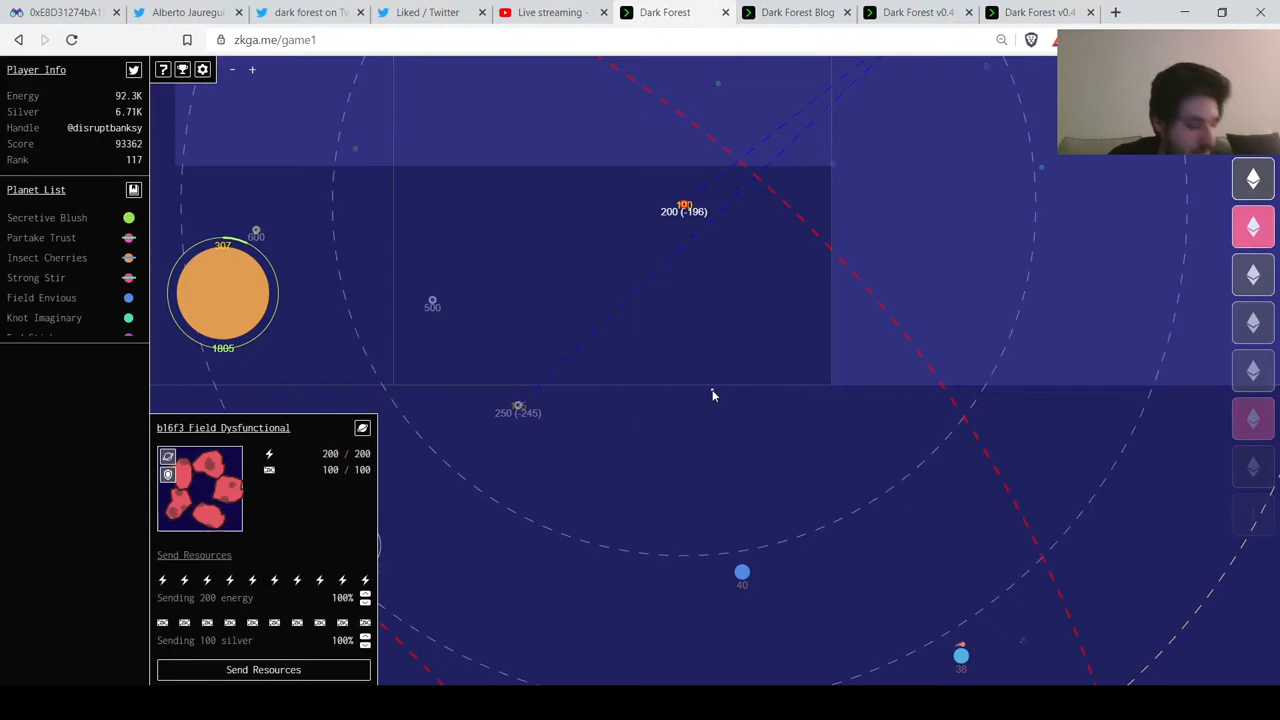 0xE8D31274bA1
Alberto Jauregu
dark forest on Tw
Liked / Twitter
Live streaming -
Dark Forest
Dark Forest Blog
Dark Forest v0.4
Dark Forest v0.4
zkga.me/game1
Player Info
Energy 92.3K
Silver 6.71K
Handle @disruptbanksy
Score 93362
Rank 117
Planet List
Secretive Blush
Partake Trust
Insect Cherries
Strong Stir
Field Envious
Knot Imaginary
? - +
100
200 (-196)
600
307
500
1805
250 (-245)
40
38
b16f3 Field Dysfunctional
200 / 200
100 / 100
Send Resources
Sending 200 energy 100%
Sending 100 silver 100%
Send Resources